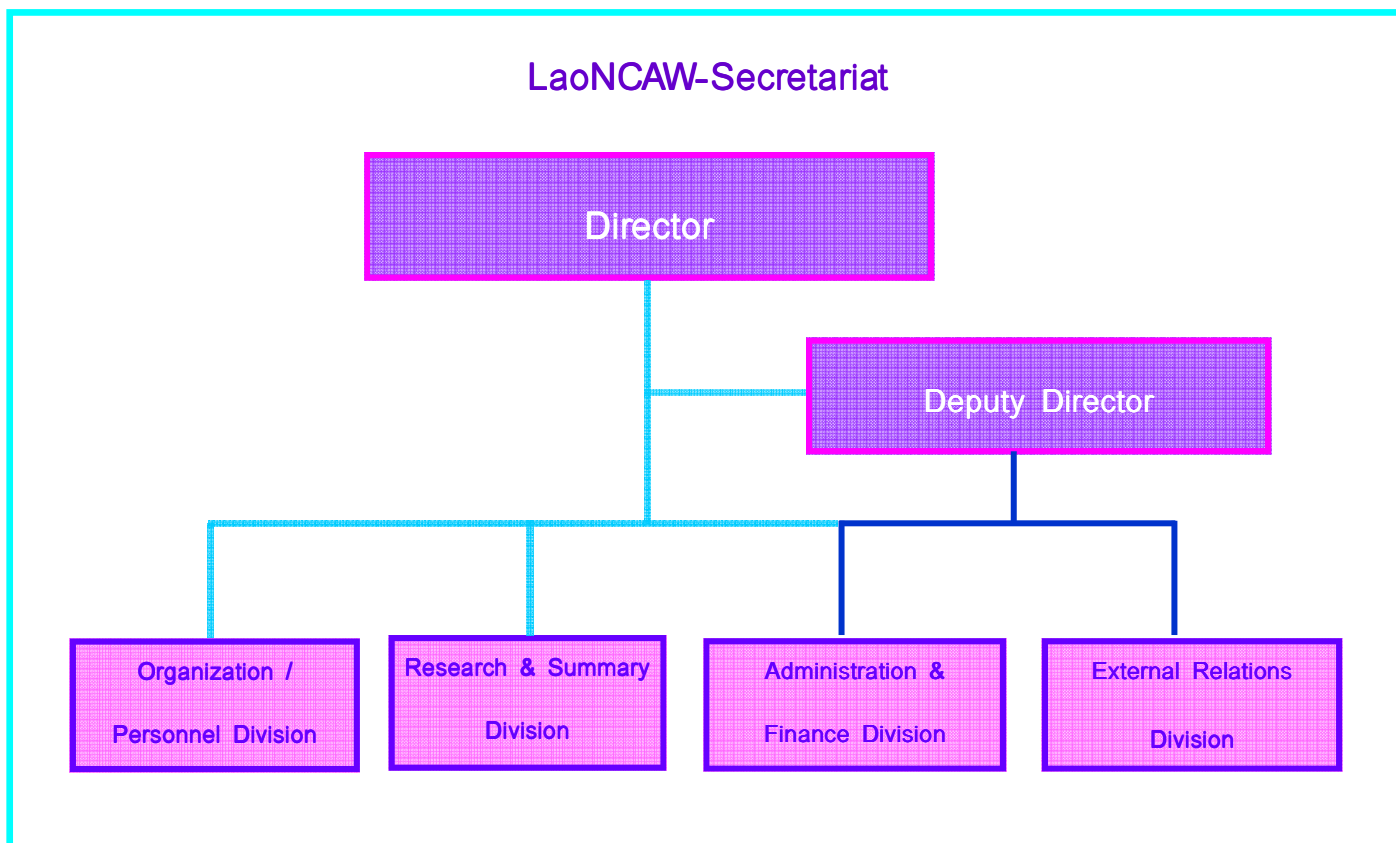 LaoNCAW-Secretariat
Director
Deputy Director
Organization /
Personnel Division
Research & Summary
Division
Administration &
Finance Division
External Relations
Division